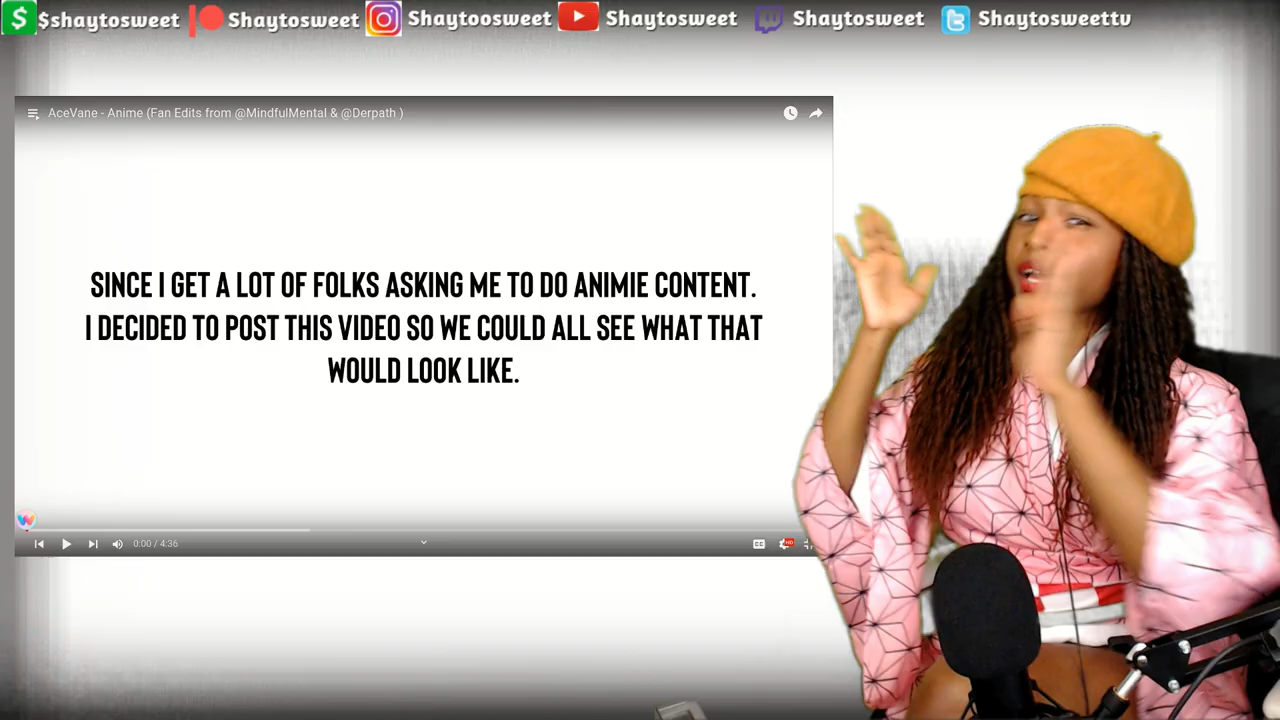 $shaytosweet Shaytosweet Shaytoosweet Shaytosweet Shaytosweet Shaytosweettv
AceVane - Anime (Fan Edits from @MindfulMental & @Derpath )
SINCE I GET A LOT OF FOLKS ASKING ME TO DO ANIMIE CONTENT.
I DECIDED TO POST THIS VIDEO SO WE COULD ALL SEE WHAT THAT
WOULD LOOK LIKE.
0:00 / 4:36
CC HD